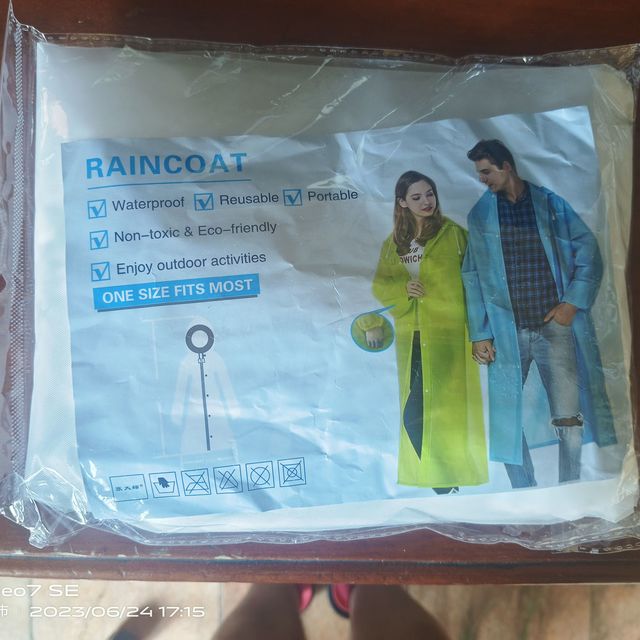 RAINCOAT
Waterproof Reusable Portable
Non-toxic & Eco-friendly
Enjoy outdoor activities
ONE SIZE FITS MOST
eo7 SE
市 2023/06/24 17:15